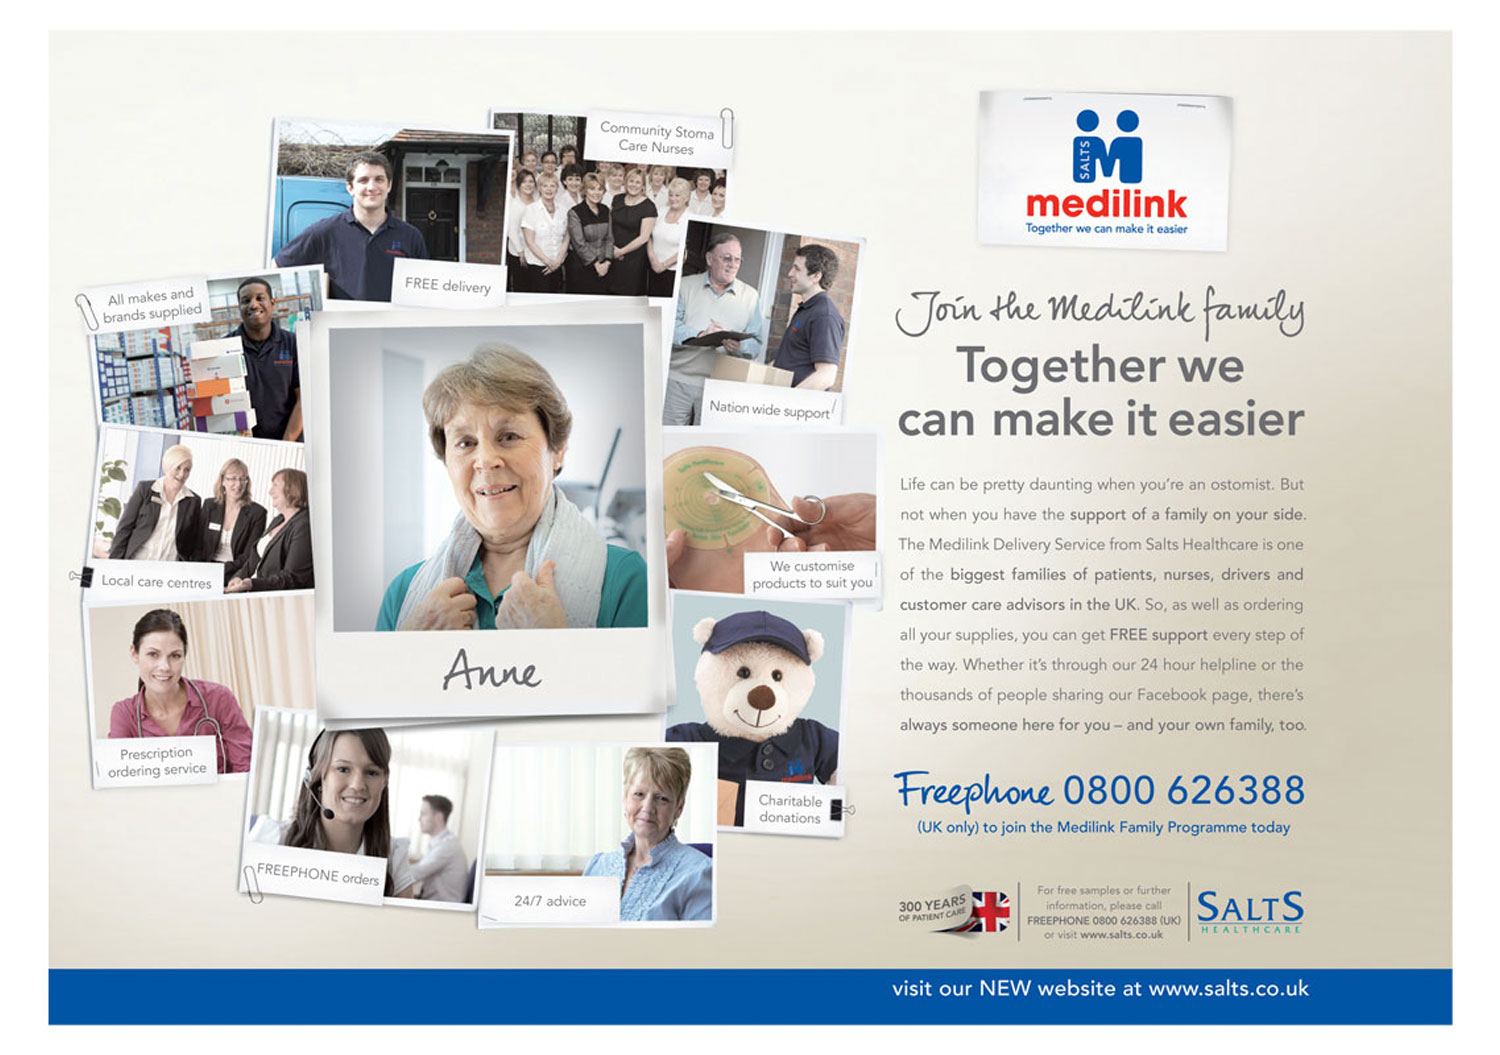 Community Stoma
Care Nurses
FREE delivery
All makes and
brands supplied
Nation wide support
Local care centres
We customise
products to suit you
Salts Healthcare
Anne
Prescription
ordering service
Charitable
donations
medilink
FREEPHONE orders
24/7 advice
SALTS
medilink
Together we can make it easier
Join the Medilink family
Together we
can make it easier
Life can be pretty daunting when you're an ostomist. But
not when you have the support of a family on your side.
The Medilink Delivery Service from Salts Healthcare is one
of the biggest families of patients, nurses, drivers and
customer care advisors in the UK. So, as well as ordering
all your supplies, you can get FREE support every step of
the way. Whether it's through our 24 hour helpline or the
thousands of people sharing our Facebook page, there's
always someone here for you – and your own family, too.
Freephone 0800 626388
(UK only) to join the Medilink Family Programme today
300 YEARS
OF PATIENT CARE
For free samples or further
information, please call
FREEPHONE 0800 626388 (UK)
or visit www.salts.co.uk
SALTS
HEALTHCARE
visit our NEW website at www.salts.co.uk